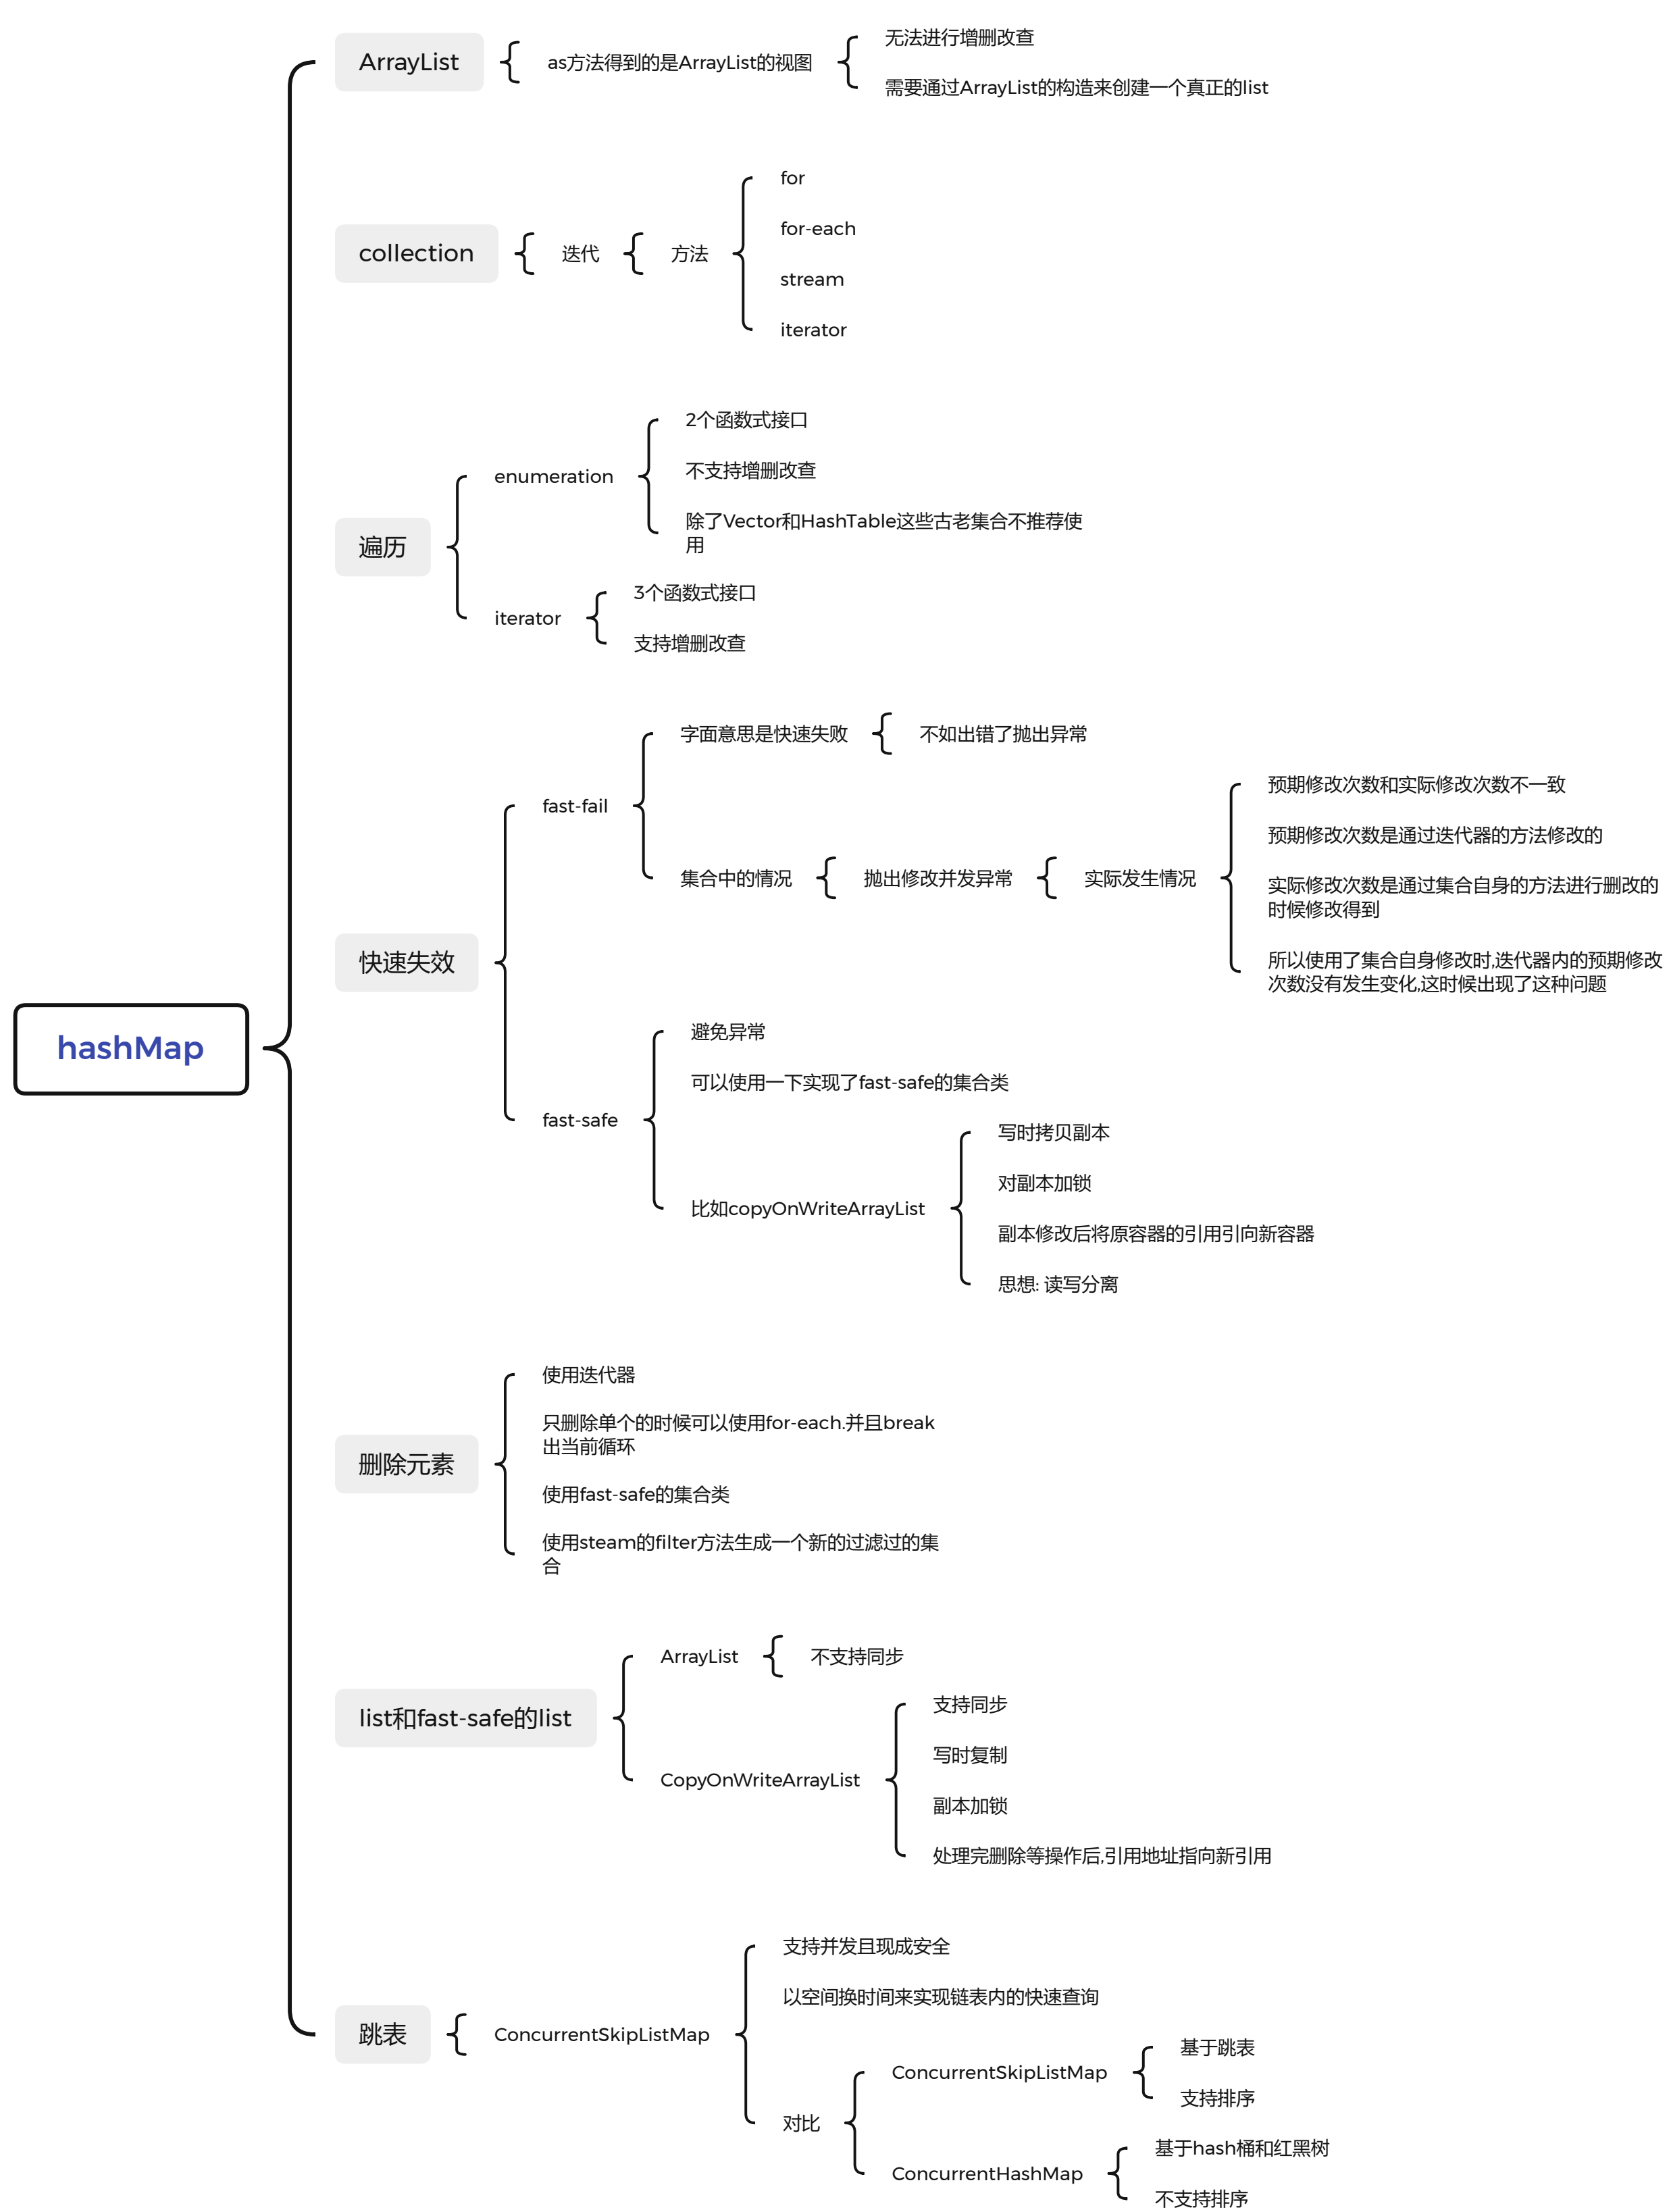 hashMap
ArrayList
as方法得到的是ArrayList的视图
无法进行增删改查
需要通过ArrayList的构造来创建一个真正的list
collection
迭代
方法
for
for-each
stream
iterator
遍历
enumeration
2个函数式接口
不支持增删改查
除了Vector和HashTable这些古老集合不推荐使
用
iterator
3个函数式接口
支持增删改查
快速失效
fast-fail
字面意思是快速失败
不如出错了抛出异常
集合中的情况
抛出修改并发异常
实际发生情况
预期修改次数和实际修改次数不一致
预期修改次数是通过迭代器的方法修改的
实际修改次数是通过集合自身的方法进行删改的
时候修改得到
所以使用了集合自身修改时,迭代器内的预期修改
次数没有发生变化,这时候出现了这种问题
fast-safe
避免异常
可以使用一下实现了fast-safe的集合类
比如copyOnWriteArrayList
写时拷贝副本
对副本加锁
副本修改后将原容器的引用引向新容器
思想: 读写分离
删除元素
使用迭代器
只删除单个的时候可以使用for-each.并且break
出当前循环
使用fast-safe的集合类
使用steam的filter方法生成一个新的过滤过的集
合
list和fast-safe的list
ArrayList
不支持同步
CopyOnWriteArrayList
支持同步
写时复制
副本加锁
处理完删除等操作后,引用地址指向新引用
跳表
ConcurrentSkipListMap
支持并发且现成安全
以空间换时间来实现链表内的快速查询
对比
ConcurrentSkipListMap
基于跳表
支持排序
ConcurrentHashMap
基于hash桶和红黑树
不支持排序